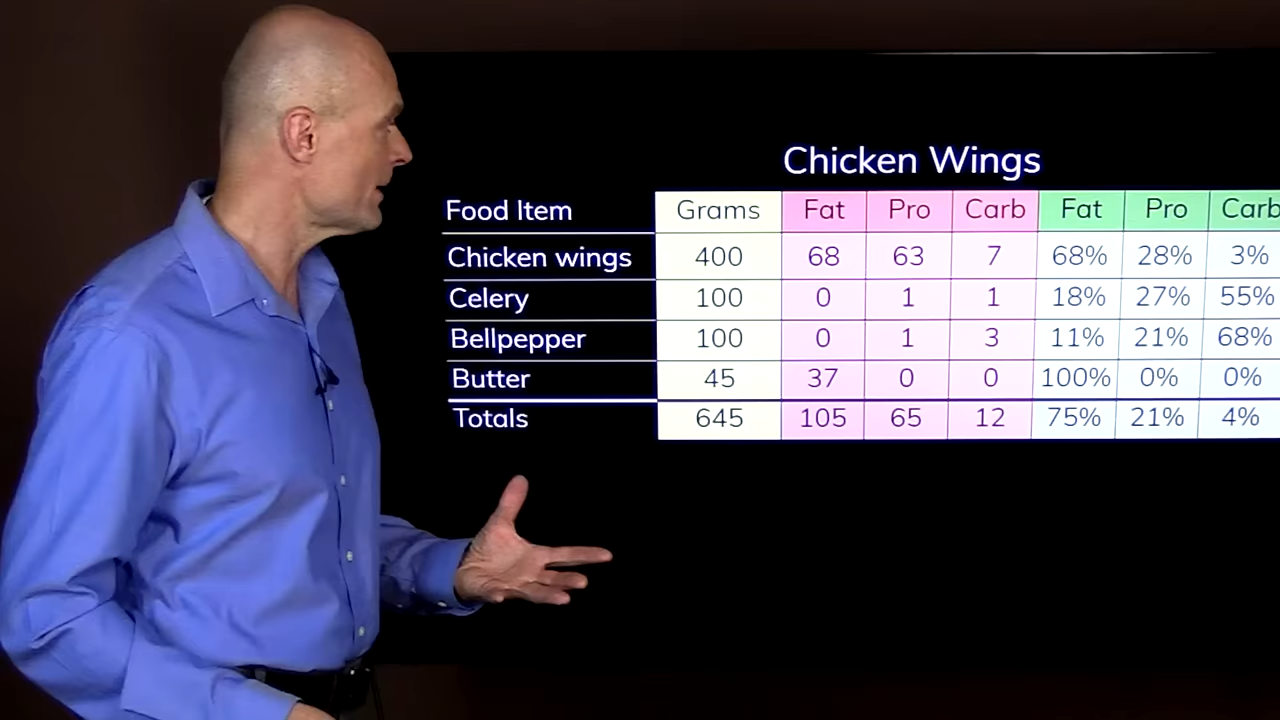 Chicken Wings
Food Item Grams Fat Pro Carb Fat Pro Carb
Chicken wings 400 68 63 7 68% 28% 3%
Celery 100 0 1 1 18% 27% 55%
Bellpepper 100 0 1 3 11% 21% 68%
Butter 45 37 0 0 100% 0% 0%
Totals 645 105 65 12 75% 21% 4%